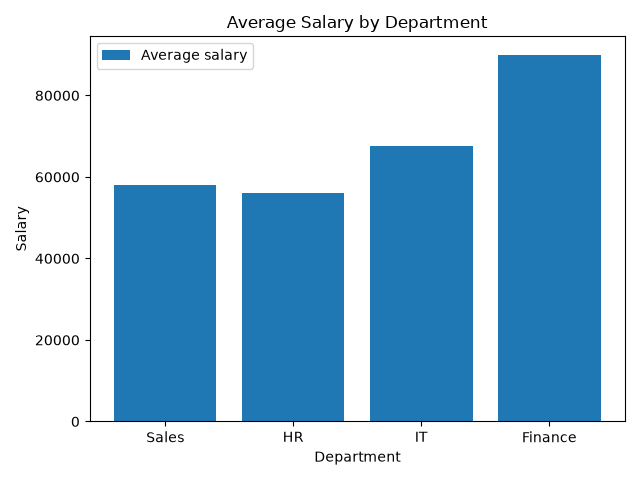 Average Salary by Department
Average salary
80000
60000
40000
20000
0
Salary
Sales
HR
IT
Finance
Department